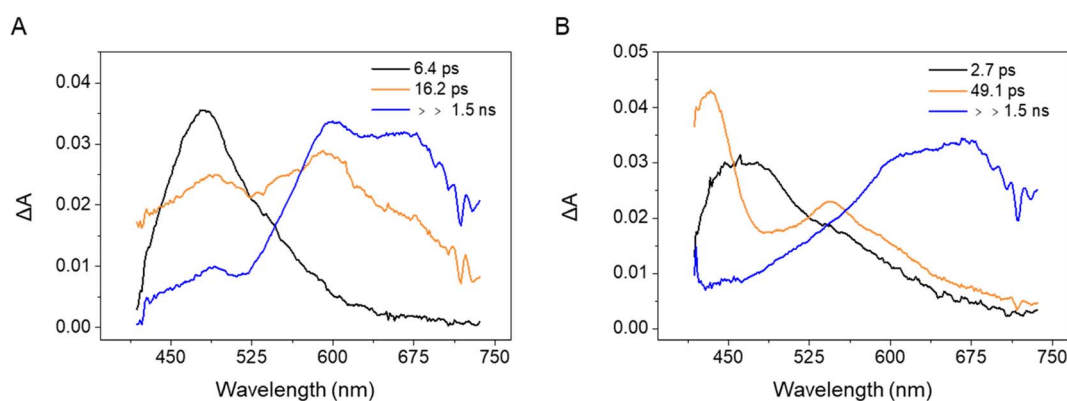 A
6.4 ps
16.2 ps
> > 1.5 ns
0.04
0.03
0.02
0.01
0.00
ΔA
450 525 600 675 750
Wavelength (nm)
B
2.7 ps
49.1 ps
> > 1.5 ns
0.05
0.04
0.03
0.02
0.01
0.00
ΔA
450 525 600 675 750
Wavelength (nm)